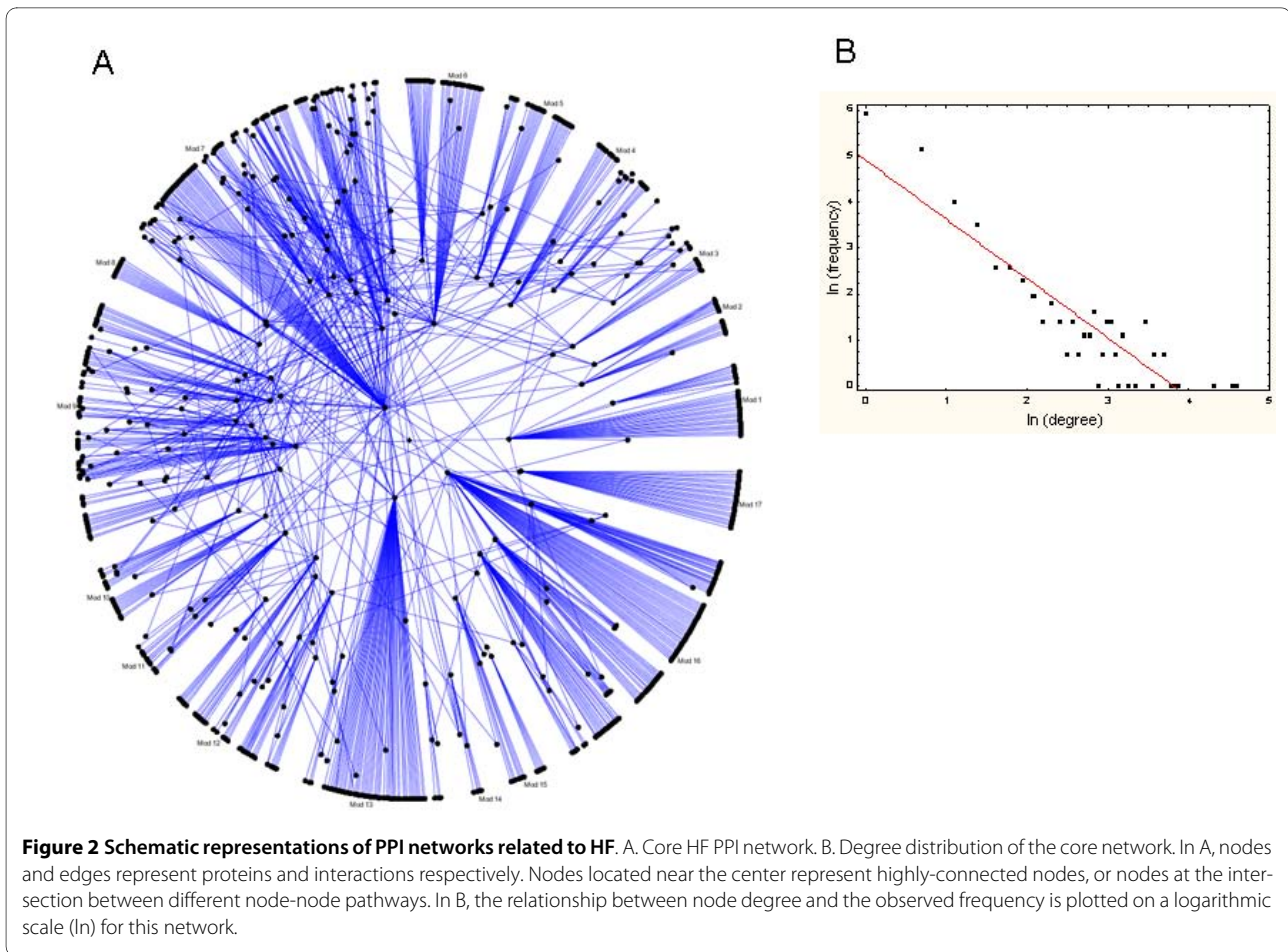 A
B
Mod 6
Mod 5
Mod 4
Mod 3
Mod 2
Mod 1
Mod 17
Mod 16
Mod 15
Mod 14
Mod 13
Mod 12
Mod 11
Mod 10
Mod 9
Mod 8
Mod 7
ln (frequency)
6
5
4
3
2
1
0
0 1 2 3 4 5
ln (degree)
Figure 2 Schematic representations of PPI networks related to HF. A. Core HF PPI network. B. Degree distribution of the core network. In A, nodes
and edges represent proteins and interactions respectively. Nodes located near the center represent highly-connected nodes, or nodes at the inter-
section between different node-node pathways. In B, the relationship between node degree and the observed frequency is plotted on a logarithmic
scale (ln) for this network.